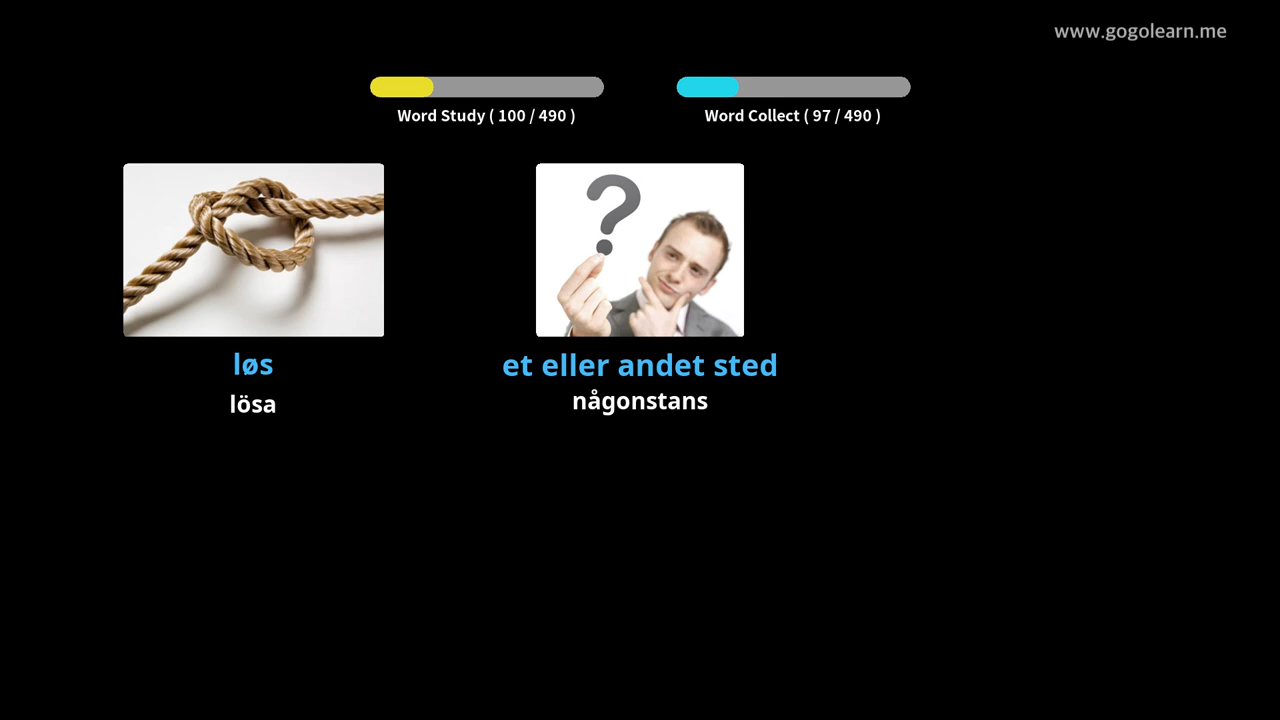 www.gogolearn.me
Word Study ( 100 / 490 )
Word Collect ( 97 / 490 )
løs
lösa
et eller andet sted
någonstans